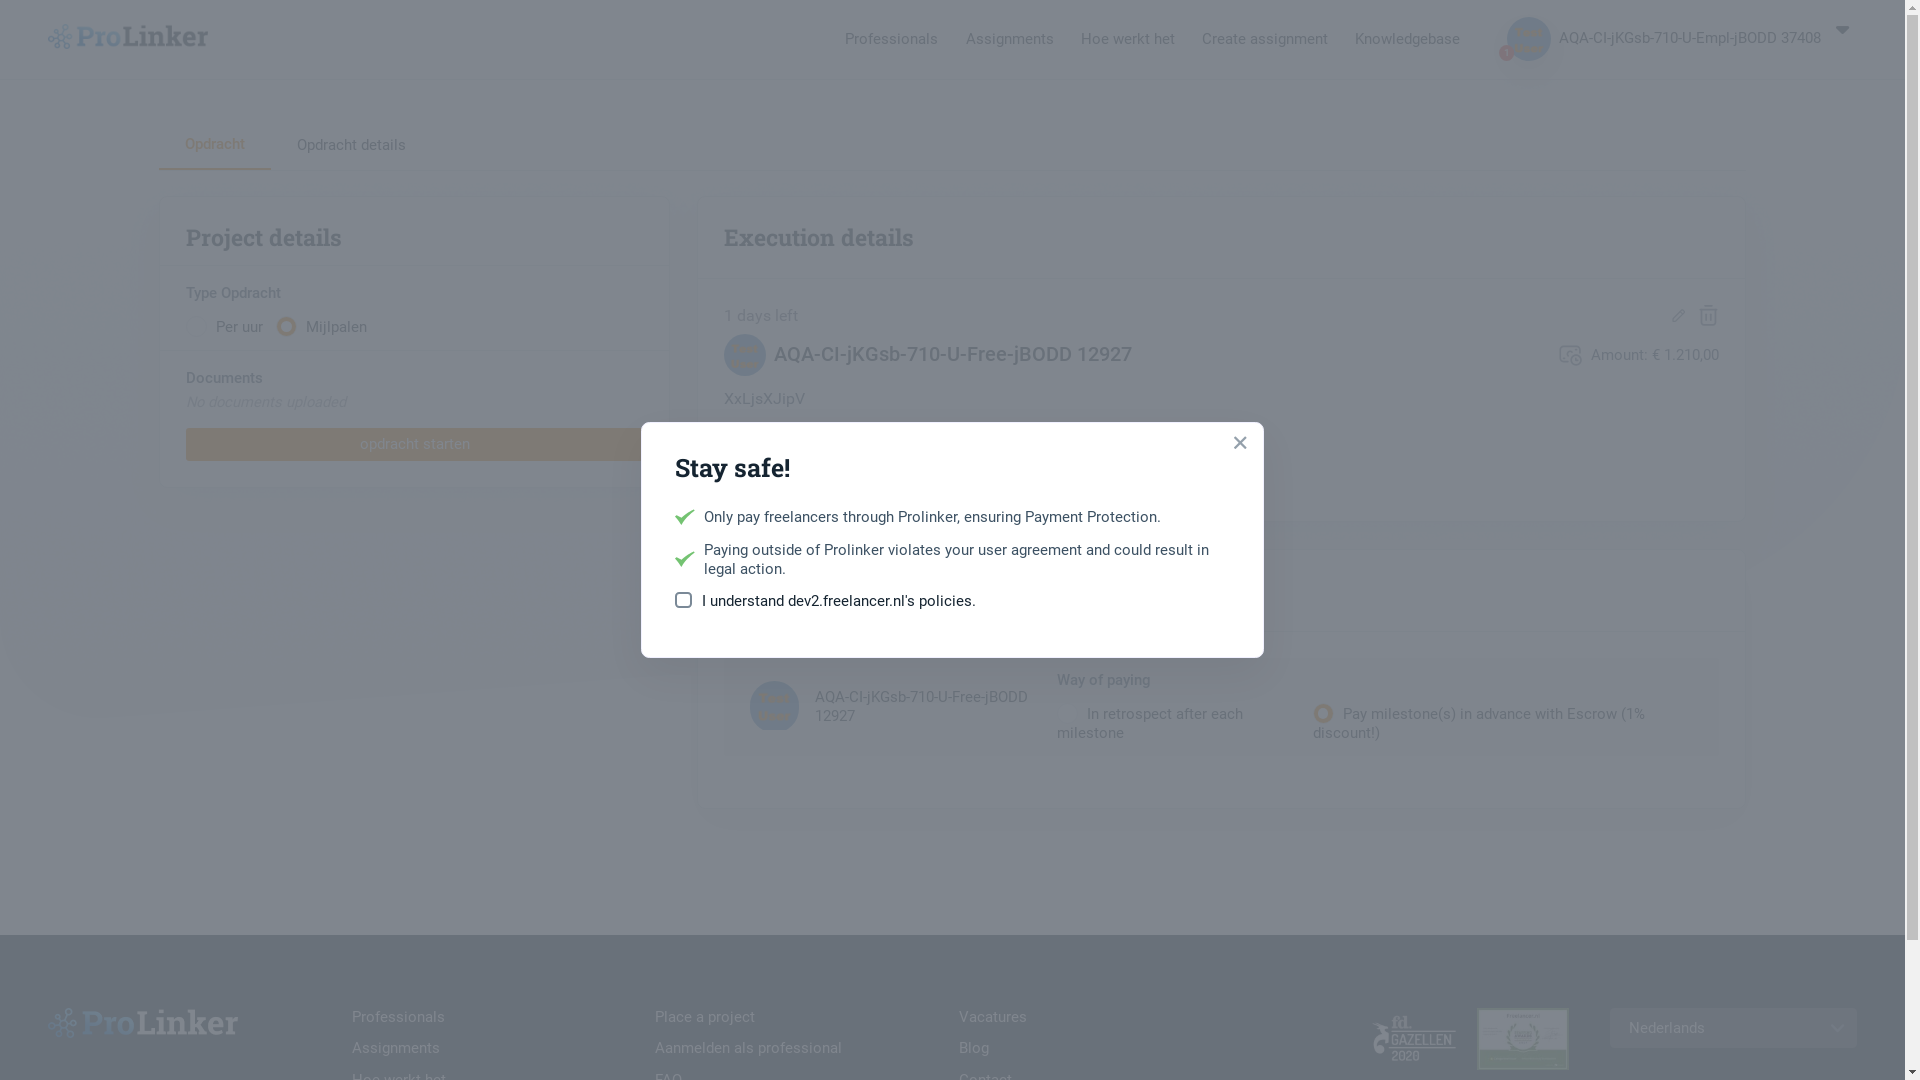 ProLinker
Professionals
Assignments
Hoe werkt het
Create assignment
Knowledgebase
1
AQA-CI-jKGsb-710-U-Empl-jBODD 37408
Opdracht
Opdracht details
Project details
Type Opdracht
Per uur
Mijlpalen
Documents
No documents uploaded
opdracht starten
Execution details
1 days left
AQA-CI-jKGsb-710-U-Free-jBODD 12927
Amount: € 1.210,00
XxLjsXJipV
Stay safe!
Only pay freelancers through Prolinker, ensuring Payment Protection.
Paying outside of Prolinker violates your user agreement and could result in
legal action.
I understand dev2.freelancer.nl's policies.
AQA-CI-jKGsb-710-U-Free-jBODD
12927
Way of paying
In retrospect after each
milestone
Pay milestone(s) in advance with Escrow (1%
discount!)
ProLinker
Professionals
Assignments
Hoe werkt het
Place a project
Aanmelden als professional
FAQ
Vacatures
Blog
Contact
fd.
GAZELLEN
2020
Nederlands